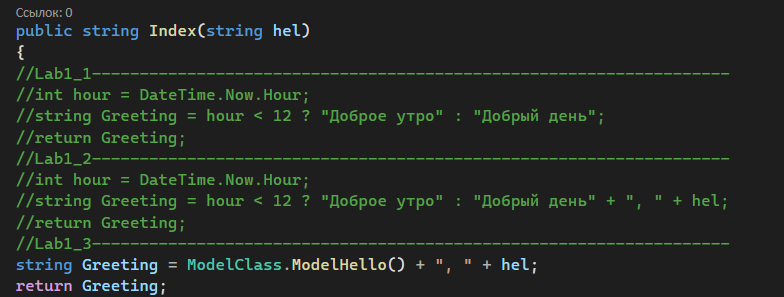 Ссылок: 0
public string Index(string hel)
{
//Lab1_1-------------------------------------------------------------------
//int hour = DateTime.Now.Hour;
//string Greeting = hour < 12 ? "Доброе утро" : "Добрый день";
//return Greeting;
//Lab1_2-------------------------------------------------------------------
//int hour = DateTime.Now.Hour;
//string Greeting = hour < 12 ? "Доброе утро" : "Добрый день" + ", " + hel;
//return Greeting;
//Lab1_3-------------------------------------------------------------------
string Greeting = ModelClass.ModelHello() + ", " + hel;
return Greeting;